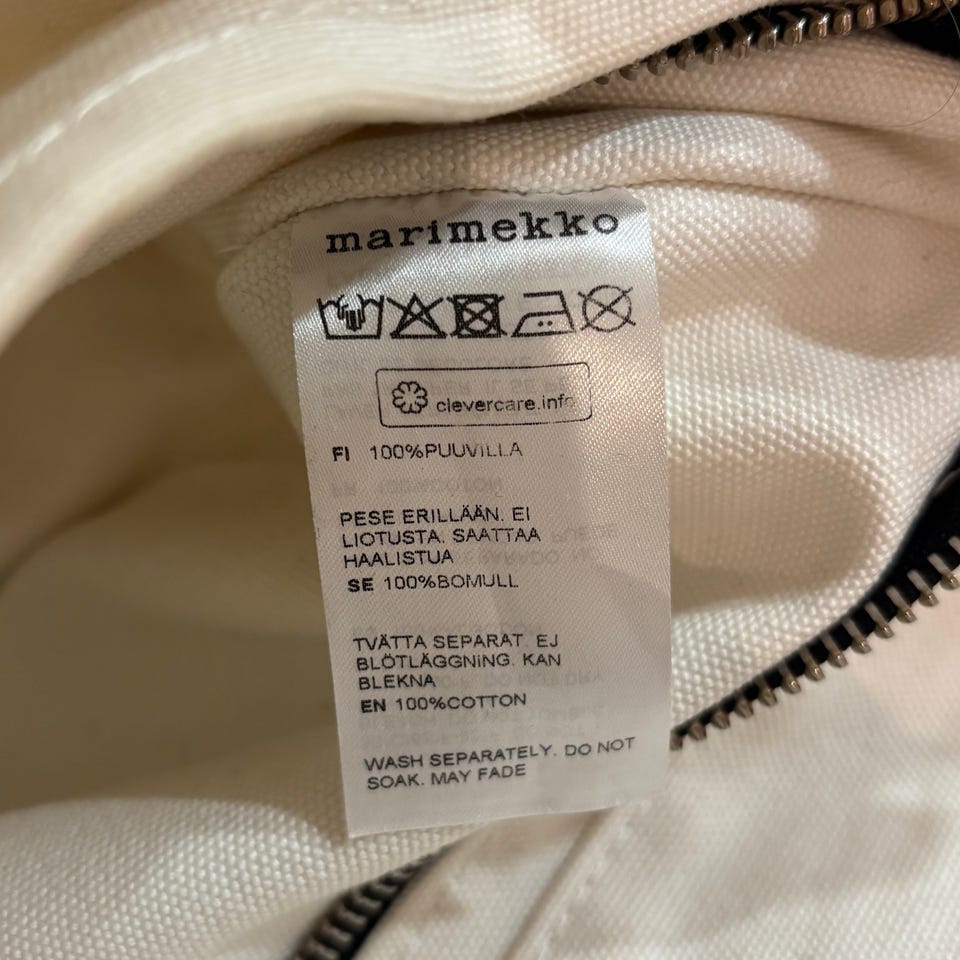 marimekko
clevercare.info
FI 100%PUUVILLA
PESE ERILLÄÄN. EI
LIOTUSTA. SAATTAA
HAALISTUA
SE 100%BOMULL
TVÄTTA SEPARAT EJ
BLÖTLÄGGNING. KAN
BLEKNA
EN 100%COTTON
WASH SEPARATELY. DO NOT
SOAK. MAY FADE